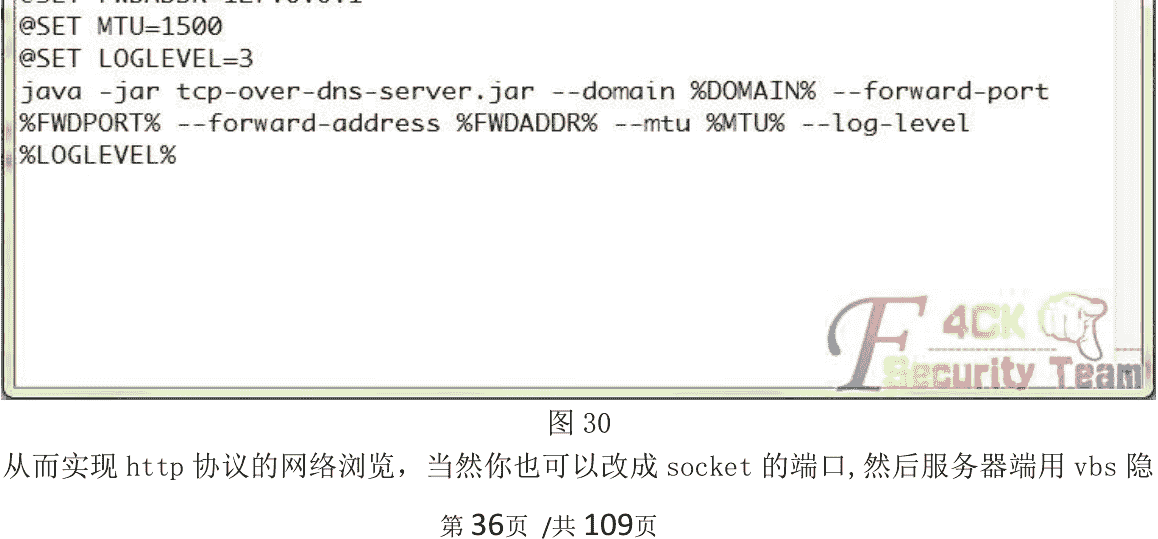 @SET MTU=1500
@SET LOGLEVEL=3
java -jar tcp-over-dns-server.jar --domain %DOMAIN% --forward-port
%FWDPORT% --forward-address %FWDADDR% --mtu %MTU% --log-level
%LOGLEVEL%
F 4CK
Security Team
图 30
从而实现 http 协议的网络浏览，当然你也可以改成 socket 的端口,然后服务器端用 vbs 隐
第 36页 /共 109页